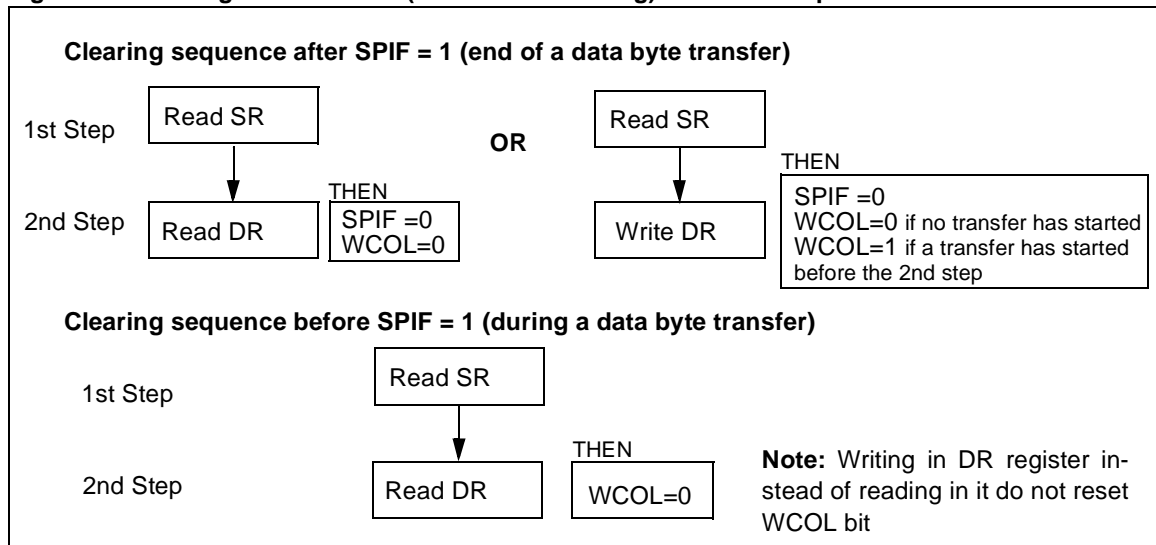 Clearing sequence after SPIF = 1 (end of a data byte transfer)
1st Step
Read SR
OR
Read SR
THEN
THEN
2nd Step
Read DR
SPIF =0
WCOL=0
Write DR
SPIF =0
WCOL=0 if no transfer has started
WCOL=1 if a transfer has started
before the 2nd step
Clearing sequence before SPIF = 1 (during a data byte transfer)
1st Step
Read SR
2nd Step
Read DR
THEN
WCOL=0
Note: Writing in DR register in-
stead of reading in it do not reset
WCOL bit